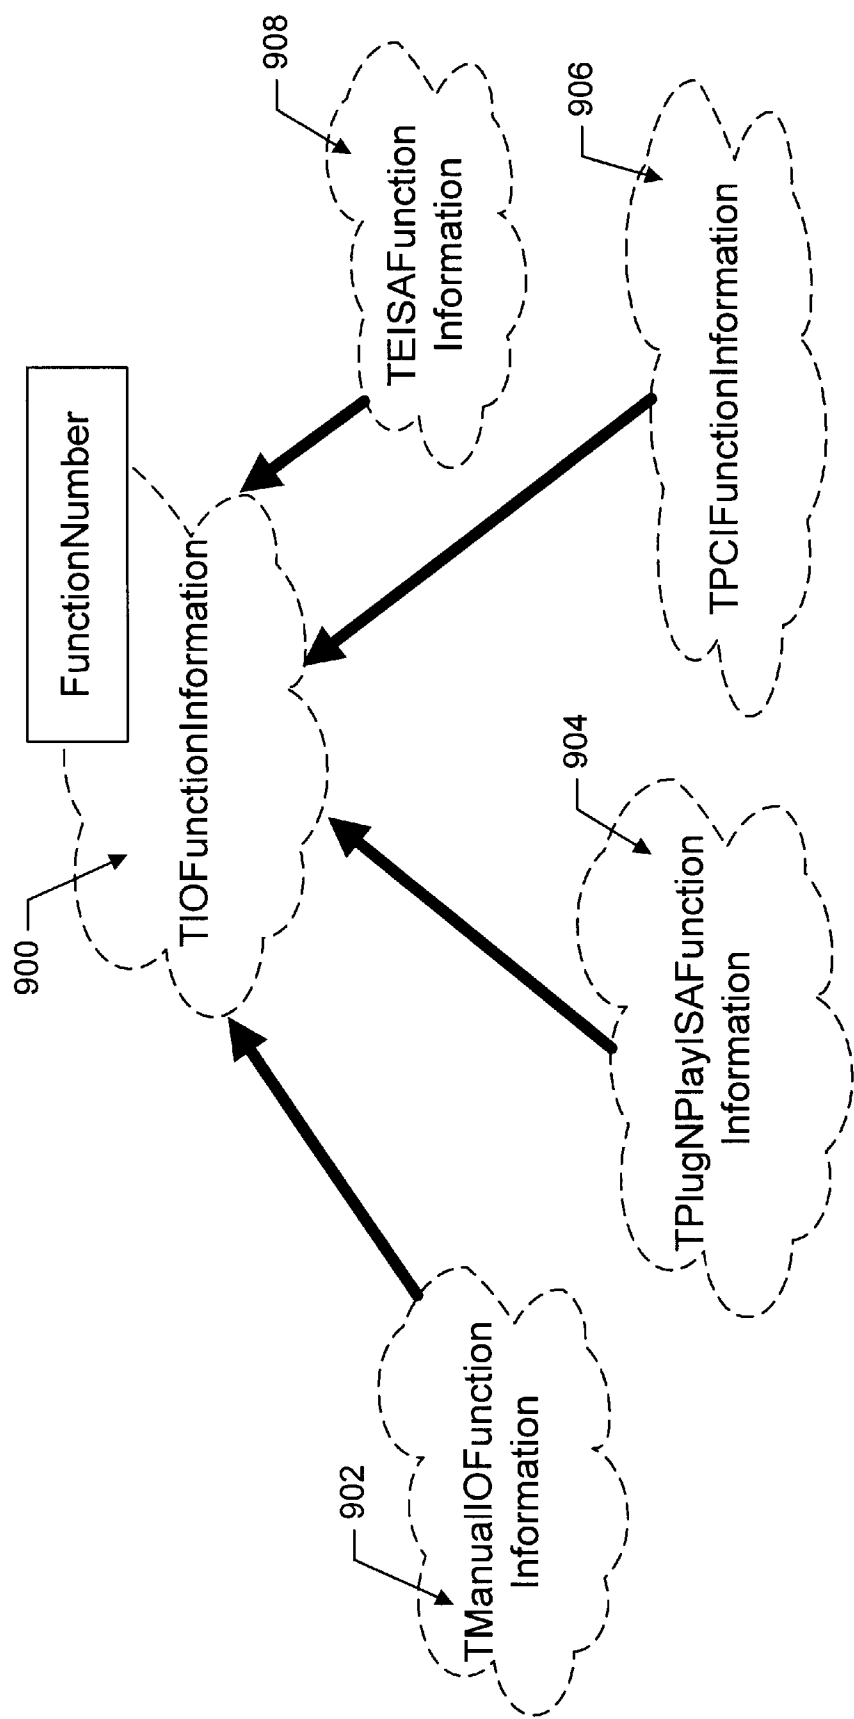 FunctionNumber
900
TIOFunctionInformation
902
TManualIOFunction
Information
904
TPlugNPlayISAFunction
Information
906
TPCIFunctionInformation
908
TEISAFunction
Information